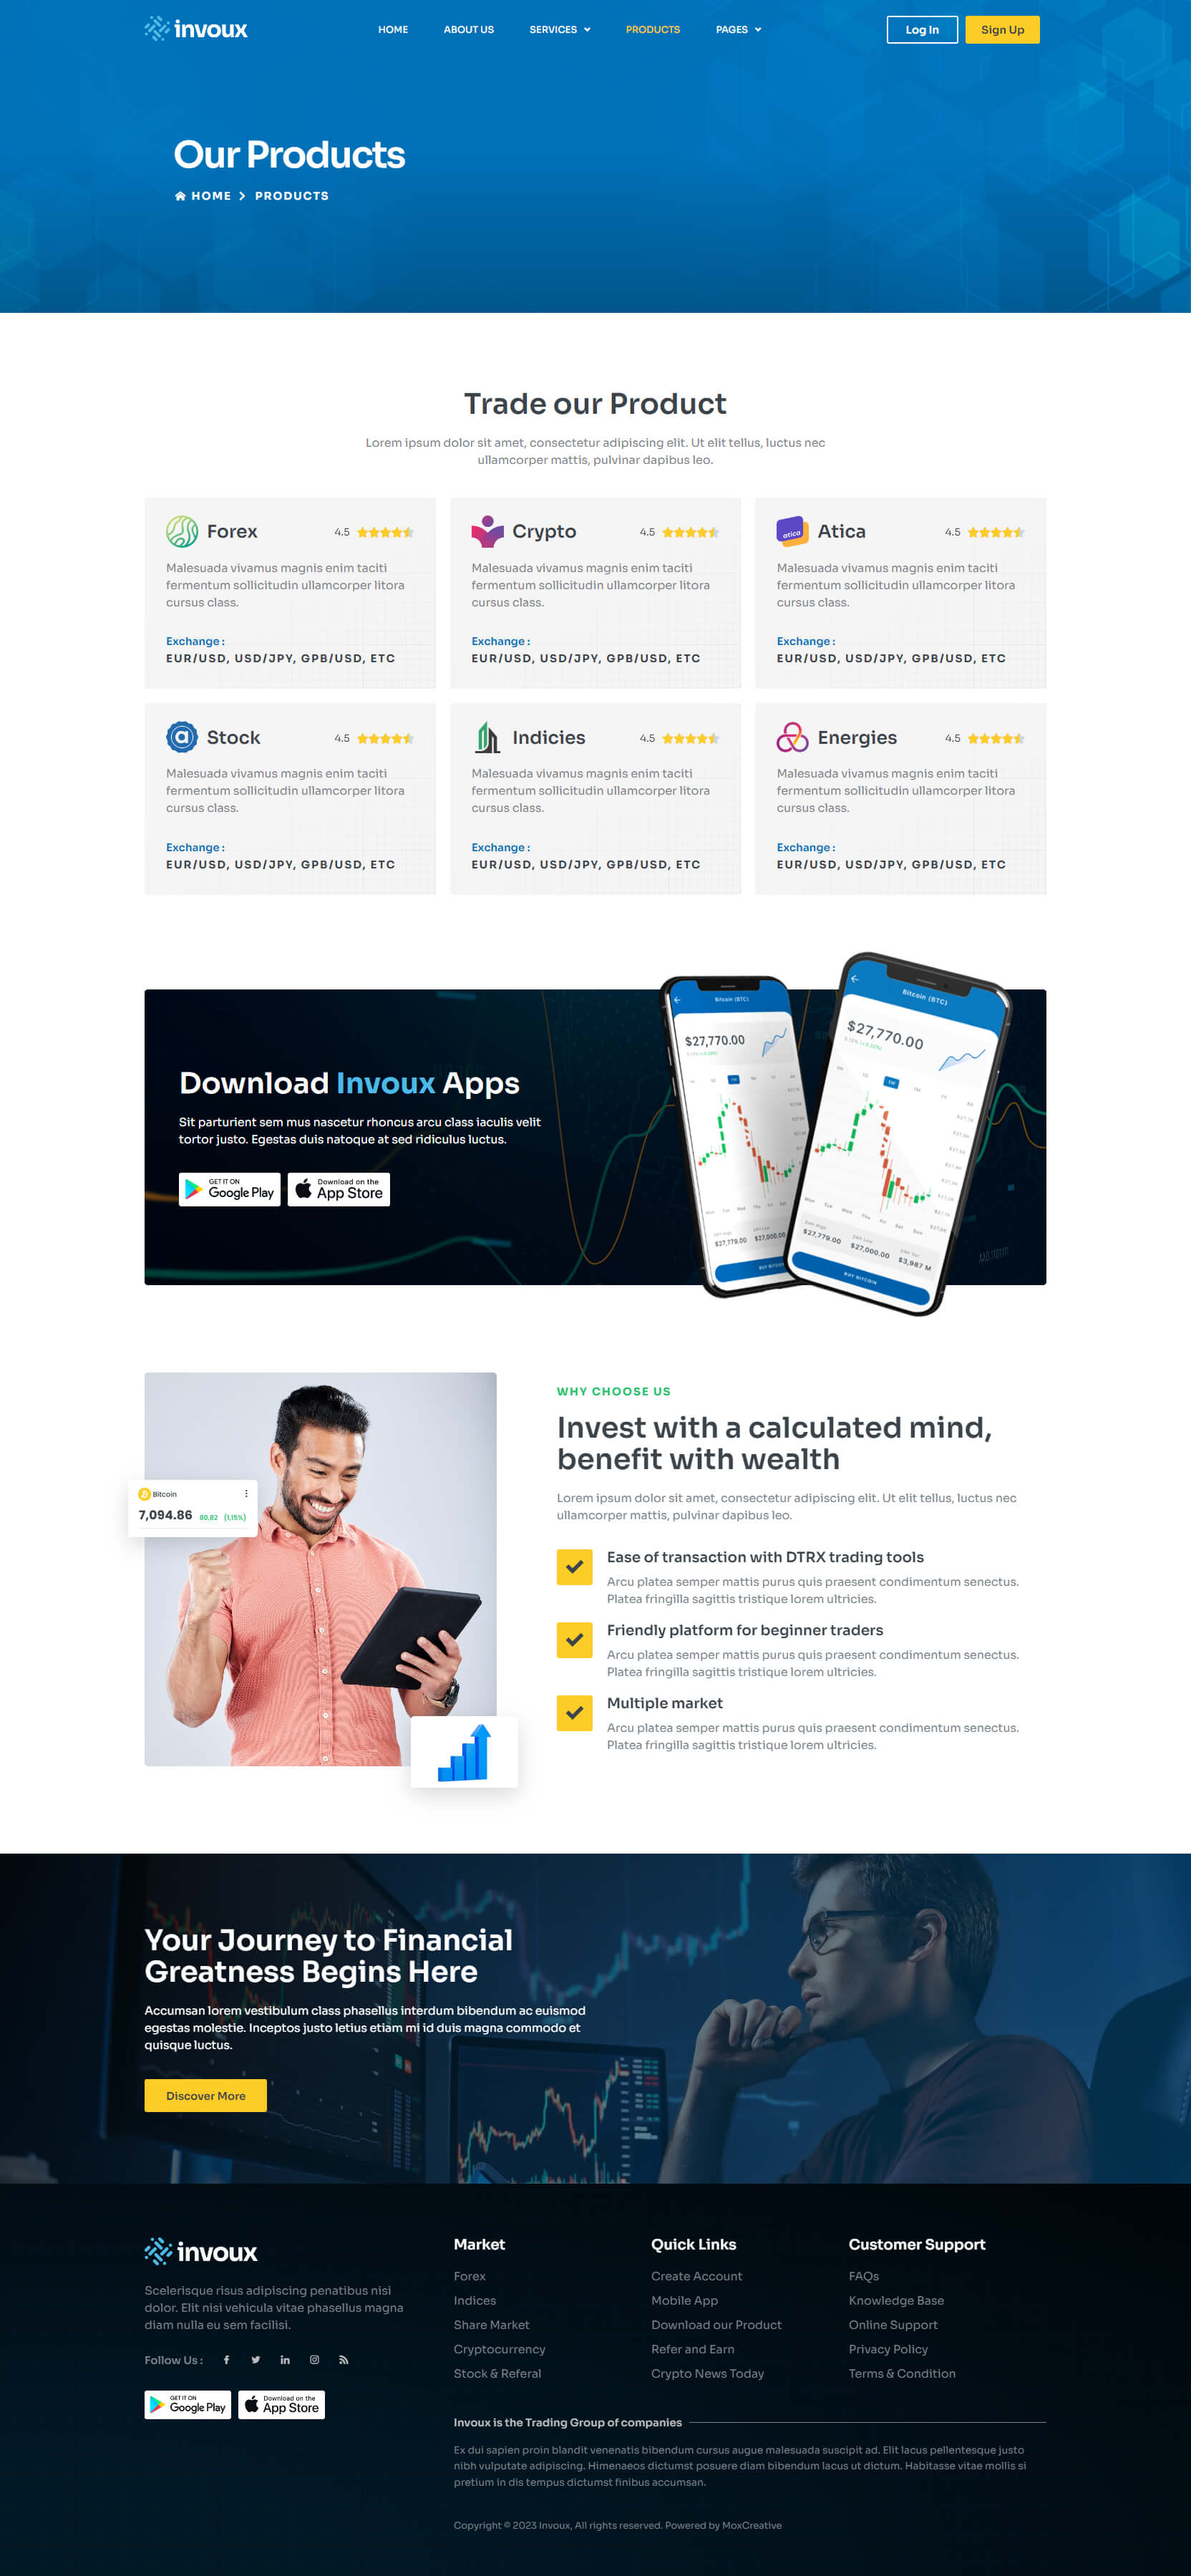 invoux
HOME ABOUT US SERVICES PRODUCTS PAGES
Log In Sign Up
Our Products
HOME PRODUCTS
Trade our Product
Lorem ipsum dolor sit amet, consectetur adipiscing elit. Ut elit tellus, luctus nec
ullamcorper mattis, pulvinar dapibus leo.
Forex 4.5
Malesuada vivamus magnis enim taciti
fermentum sollicitudin ullamcorper litora
cursus class.
Exchange :
EUR/USD, USD/JPY, GPB/USD, ETC
Crypto 4.5
Malesuada vivamus magnis enim taciti
fermentum sollicitudin ullamcorper litora
cursus class.
Exchange :
EUR/USD, USD/JPY, GPB/USD, ETC
atica
Atica 4.5
Malesuada vivamus magnis enim taciti
fermentum sollicitudin ullamcorper litora
cursus class.
Exchange :
EUR/USD, USD/JPY, GPB/USD, ETC
Stock 4.5
Malesuada vivamus magnis enim taciti
fermentum sollicitudin ullamcorper litora
cursus class.
Exchange :
EUR/USD, USD/JPY, GPB/USD, ETC
Indicies 4.5
Malesuada vivamus magnis enim taciti
fermentum sollicitudin ullamcorper litora
cursus class.
Exchange :
EUR/USD, USD/JPY, GPB/USD, ETC
Energies 4.5
Malesuada vivamus magnis enim taciti
fermentum sollicitudin ullamcorper litora
cursus class.
Exchange :
EUR/USD, USD/JPY, GPB/USD, ETC
Download Invoux Apps
Sit parturient sem mus nascetur rhoncus arcu class iaculis velit
tortor justo. Egestas duis natoque at sed ridiculus luctus.
GET IT ON
Google Play
Download on the
App Store
Bitcoin (BTC)
$27,770.00
$27,779.00 $27,000.00
Bitcoin (BTC)
$27,770.00
Mon Tue Wed Thu Fri Sat Sun
$27,779.00 $27,000.00 $3,987 M
BUY BITCOIN
Bitcoin
7,094.86 80,82 (1,15%)
WHY CHOOSE US
Invest with a calculated mind,
benefit with wealth
Lorem ipsum dolor sit amet, consectetur adipiscing elit. Ut elit tellus, luctus nec
ullamcorper mattis, pulvinar dapibus leo.
Ease of transaction with DTRX trading tools
Arcu platea semper mattis purus quis praesent condimentum senectus.
Platea fringilla sagittis tristique lorem ultricies.
Friendly platform for beginner traders
Arcu platea semper mattis purus quis praesent condimentum senectus.
Platea fringilla sagittis tristique lorem ultricies.
Multiple market
Arcu platea semper mattis purus quis praesent condimentum senectus.
Platea fringilla sagittis tristique lorem ultricies.
Your Journey to Financial
Greatness Begins Here
Accumsan lorem vestibulum class phasellus interdum bibendum ac euismod
egestas molestie. Inceptos justo letius etiam mi id duis magna commodo et
quisque luctus.
Discover More
invoux
Scelerisque risus adipiscing penatibus nisi
dolor. Elit nisi vehicula vitae phasellus magna
diam nulla eu sem facilisi.
Follow Us :
GET IT ON
Google Play
Download on the
App Store
Market
Forex
Indices
Share Market
Cryptocurrency
Stock & Referal
Quick Links
Create Account
Mobile App
Download our Product
Refer and Earn
Crypto News Today
Customer Support
FAQs
Knowledge Base
Online Support
Privacy Policy
Terms & Condition
Invoux is the Trading Group of companies
Ex dui sapien proin blandit venenatis bibendum cursus augue malesuada suscipit ad. Elit lacus pellentesque justo
nibh vulputate adipiscing. Himenaeos dictumst posuere diam bibendum lacus ut dictum. Habitasse vitae mollis si
pretium in dis tempus dictumst finibus accumsan.
Copyright © 2023 Invoux, All rights reserved. Powered by MoxCreative